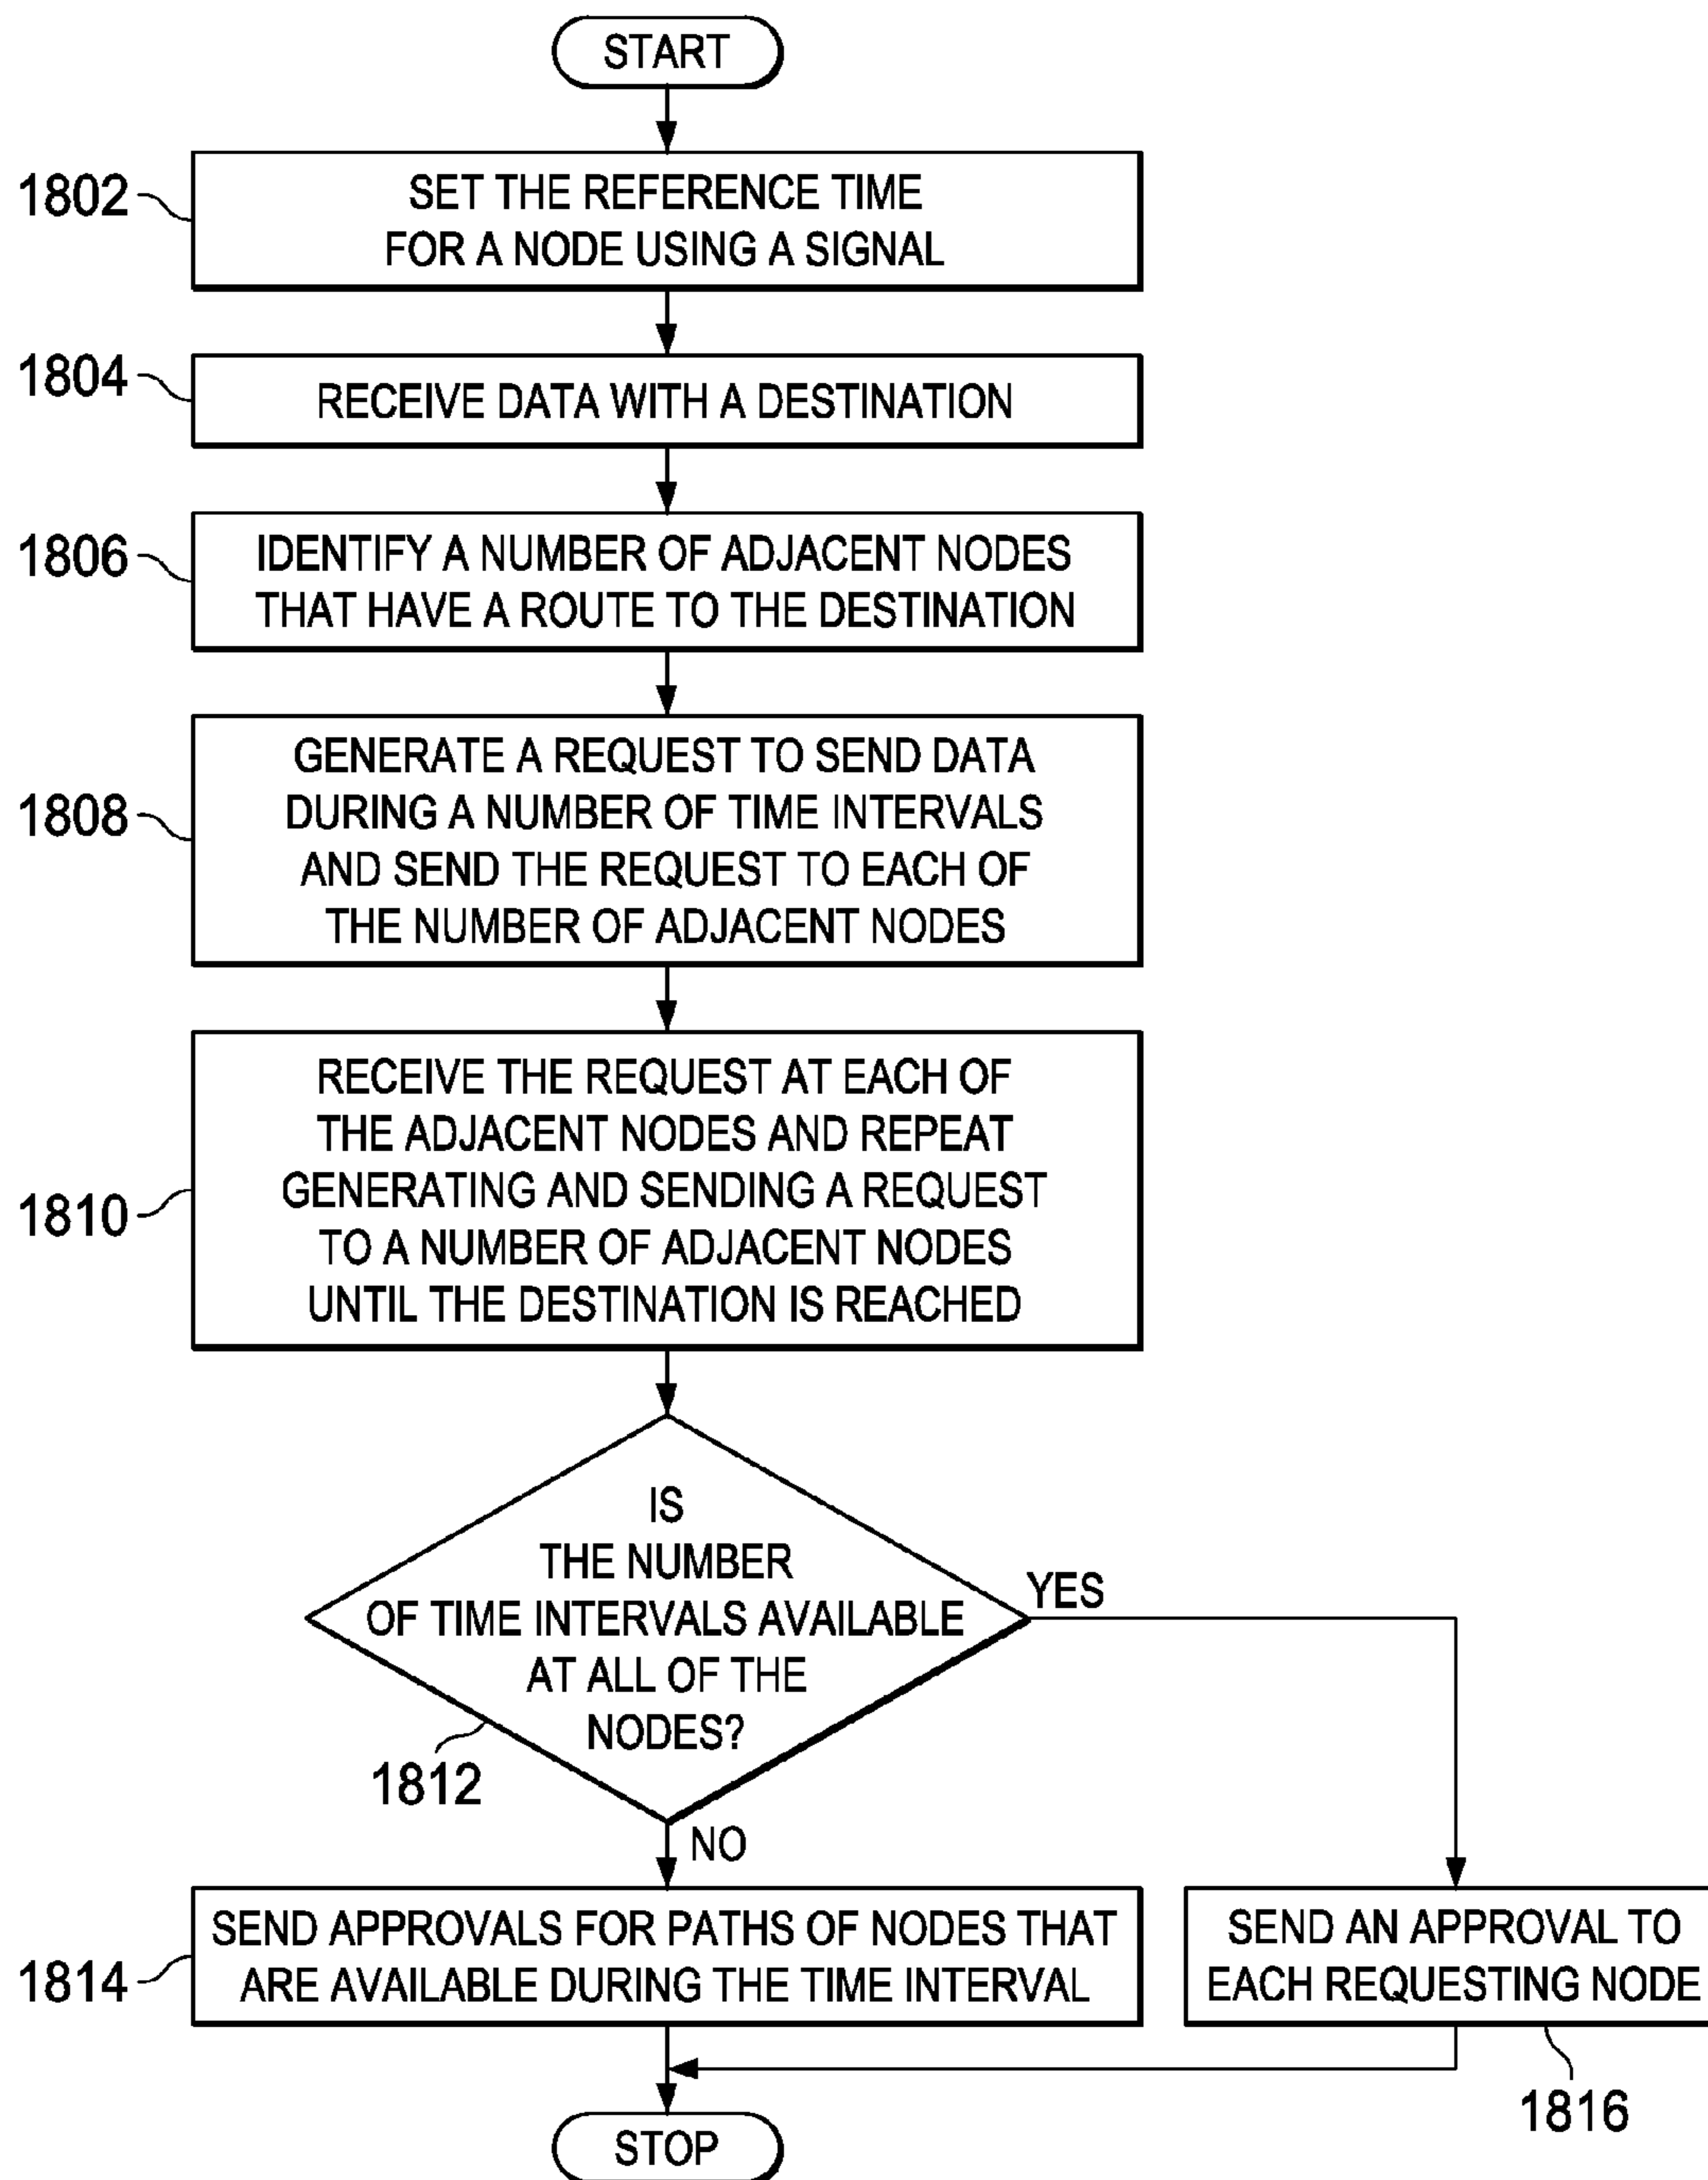 START
1802
SET THE REFERENCE TIME
FOR A NODE USING A SIGNAL
1804
RECEIVE DATA WITH A DESTINATION
1806
IDENTIFY A NUMBER OF ADJACENT NODES
THAT HAVE A ROUTE TO THE DESTINATION
1808
GENERATE A REQUEST TO SEND DATA
DURING A NUMBER OF TIME INTERVALS
AND SEND THE REQUEST TO EACH OF
THE NUMBER OF ADJACENT NODES
1810
RECEIVE THE REQUEST AT EACH OF
THE ADJACENT NODES AND REPEAT
GENERATING AND SENDING A REQUEST
TO A NUMBER OF ADJACENT NODES
UNTIL THE DESTINATION IS REACHED
IS
THE NUMBER
OF TIME INTERVALS AVAILABLE
AT ALL OF THE
NODES?
YES
1812
NO
1814
SEND APPROVALS FOR PATHS OF NODES THAT
ARE AVAILABLE DURING THE TIME INTERVAL
SEND AN APPROVAL TO
EACH REQUESTING NODE
1816
STOP